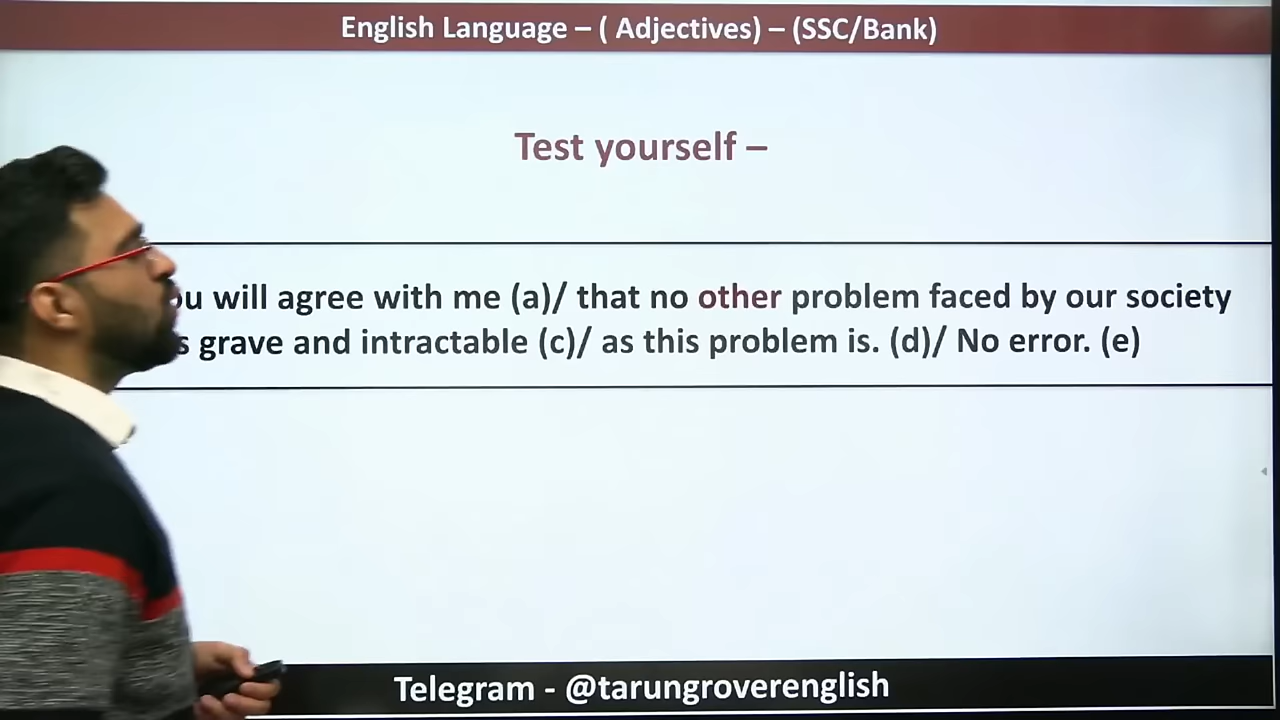 English Language – ( Adjectives) – (SSC/Bank)
Test yourself –
will agree with me (a)/ that no other problem faced by our society
grave and intractable (c)/ as this problem is. (d)/ No error. (e)
Telegram - @tarungroverenglish